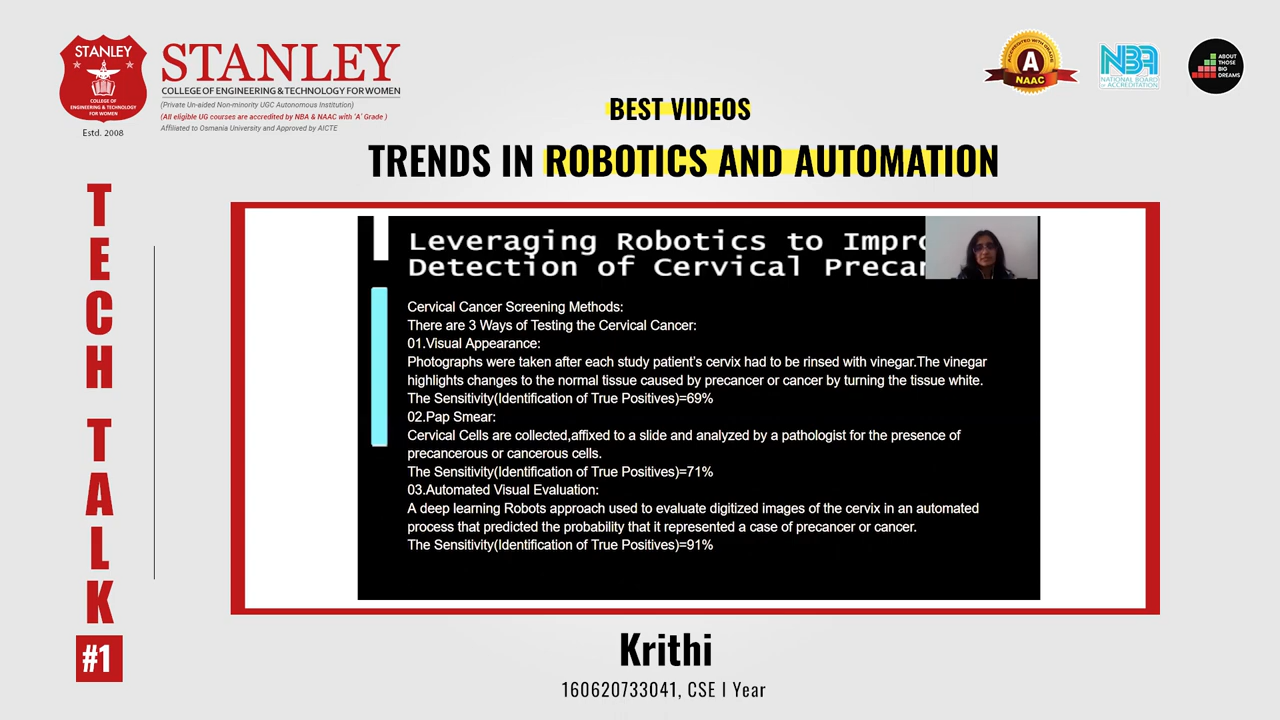 STANLEY
COLLEGE OF
ENGINEERING & TECHNOLOGY
FOR WOMEN
Estd. 2008
STANLEY
COLLEGE OF ENGINEERING & TECHNOLOGY FOR WOMEN
(Private Un-aided Non-minority UGC Autonomous Institution)
(All eligible UG courses are accredited by NBA & NAAC with 'A' Grade )
Affiliated to Osmania University and Approved by AICTE
ACCREDITED WITH GRADE
A
NAAC
NBA
NATIONAL BOARD
OF ACCREDITATION
ABOUT
THOSE
BIG
DREAMS
BEST VIDEOS
TRENDS IN ROBOTICS AND AUTOMATION
TECH TALK
#1
Leveraging Robotics to Impro
Detection of Cervical Precan
Cervical Cancer Screening Methods:
There are 3 Ways of Testing the Cervical Cancer:
01.Visual Appearance:
Photographs were taken after each study patient's cervix had to be rinsed with vinegar.The vinegar
highlights changes to the normal tissue caused by precancer or cancer by turning the tissue white.
The Sensitivity(Identification of True Positives)=69%
02.Pap Smear:
Cervical Cells are collected,affixed to a slide and analyzed by a pathologist for the presence of
precancerous or cancerous cells.
The Sensitivity(Identification of True Positives)=71%
03.Automated Visual Evaluation:
A deep learning Robots approach used to evaluate digitized images of the cervix in an automated
process that predicted the probability that it represented a case of precancer or cancer.
The Sensitivity(Identification of True Positives)=91%
Krithi
160620733041, CSE I Year